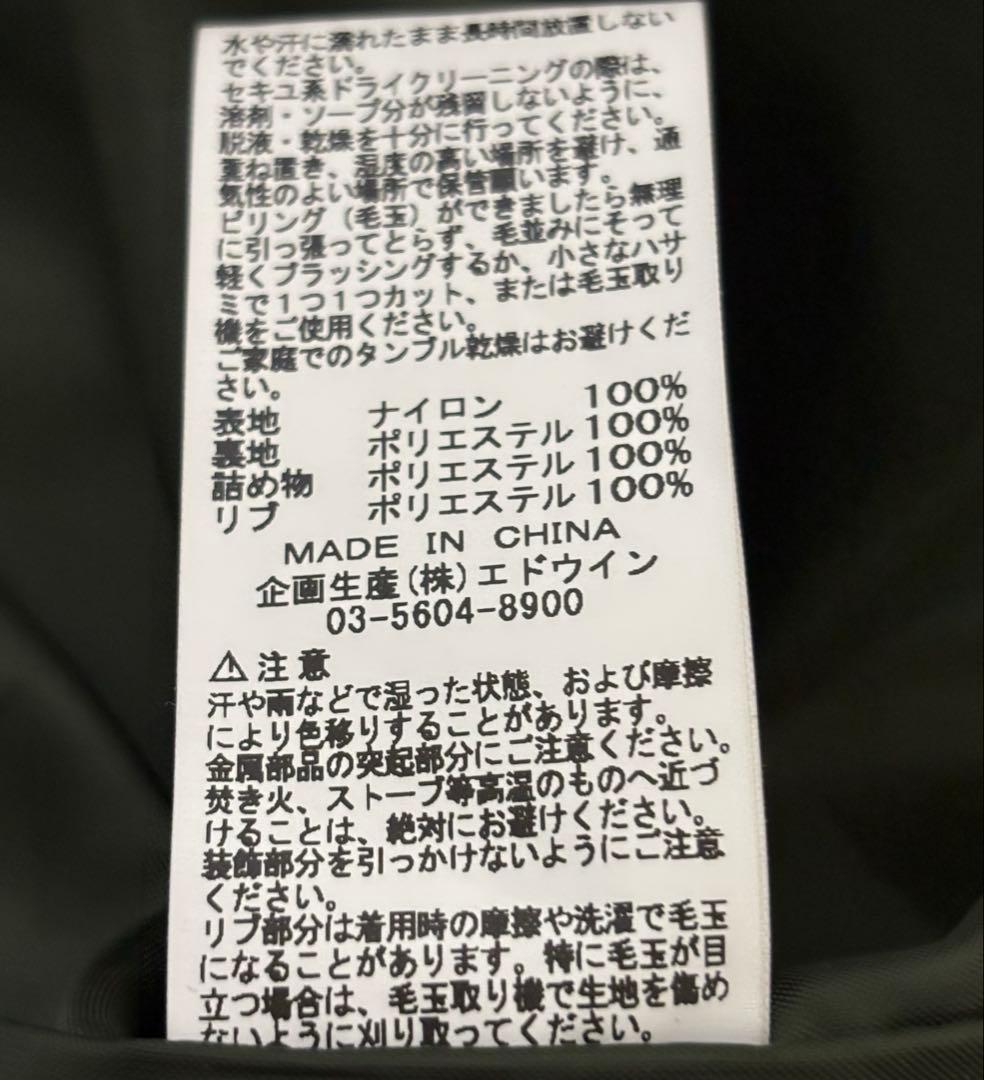 水や汗に濡れたまま長時間放置しない
でください。
セキユ系ドライクリーニングの際は、
溶剤・ソープ分が残留しないように、
脱液・乾燥を十分に行ってください。
重ね置き、湿度の高い場所を避け、通
気性のよい場所で保管願います。
ピリング（毛玉）ができましたら無理
に引っ張ってとらず、毛並みにそって
軽くブラッシングするか、小さなハサ
ミで1つ1つカット、または毛玉取り
機をご使用ください。
ご家庭でのタンブル乾燥はお避けくだ
さい。
表地 ナイロン 100%
裏地 ポリエステル 100%
詰め物 ポリエステル 100%
リブ ポリエステル 100%
MADE IN CHINA
企画生産(株)エドウイン
03-5604-8900
⚠注意
汗や雨などで湿った状態、および摩擦
により色移りすることがあります。
金属部品の突起部分にご注意ください。
焚き火、ストーブ等高温のものへ近づ
けることは、絶対にお避けください。
装飾部分を引っかけないようにご注意
ください。
リブ部分は着用時の摩擦や洗濯で毛玉
になることがあります。特に毛玉が目
立つ場合は、毛玉取り機で生地を傷め
ないように刈り取ってください。